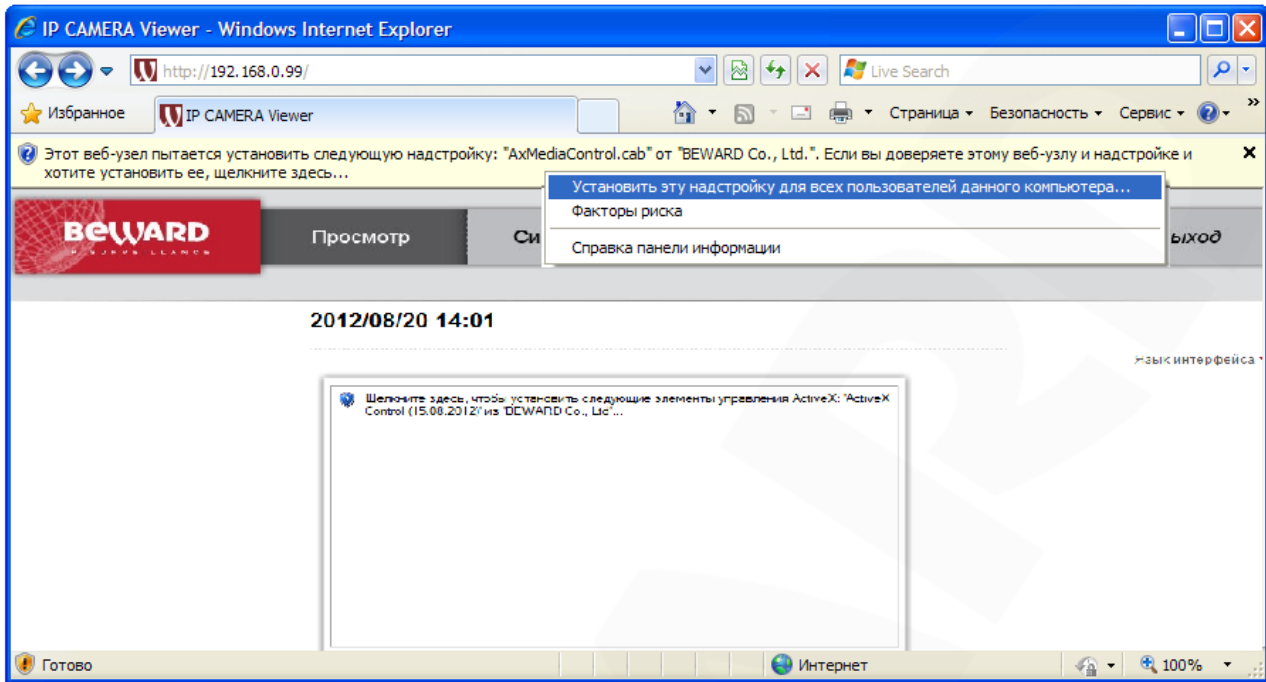 IP CAMERA Viewer - Windows Internet Explorer
http://192.168.0.99/
Live Search
Избранное
IP CAMERA Viewer
Страница
Безопасность
Сервис
Этот веб-узел пытается установить следующую надстройку: "AxMediaControl.cab" от "BEWARD Co., Ltd.". Если вы доверяете этому веб-узлу и надстройке и
хотите установить ее, щелкните здесь...
Установить эту надстройку для всех пользователей данного компьютера...
Факторы риска
Справка панели информации
BEWARD
Просмотр
Си
ыход
2012/08/20 14:01
Язык интерфейса
Щелкните здесь, чтобы установить следующие элементы управления ActiveX: 'ActiveX
Control (15.08.2012)' из 'BEWARD Co., Ltd'...
Готово
Интернет
100%